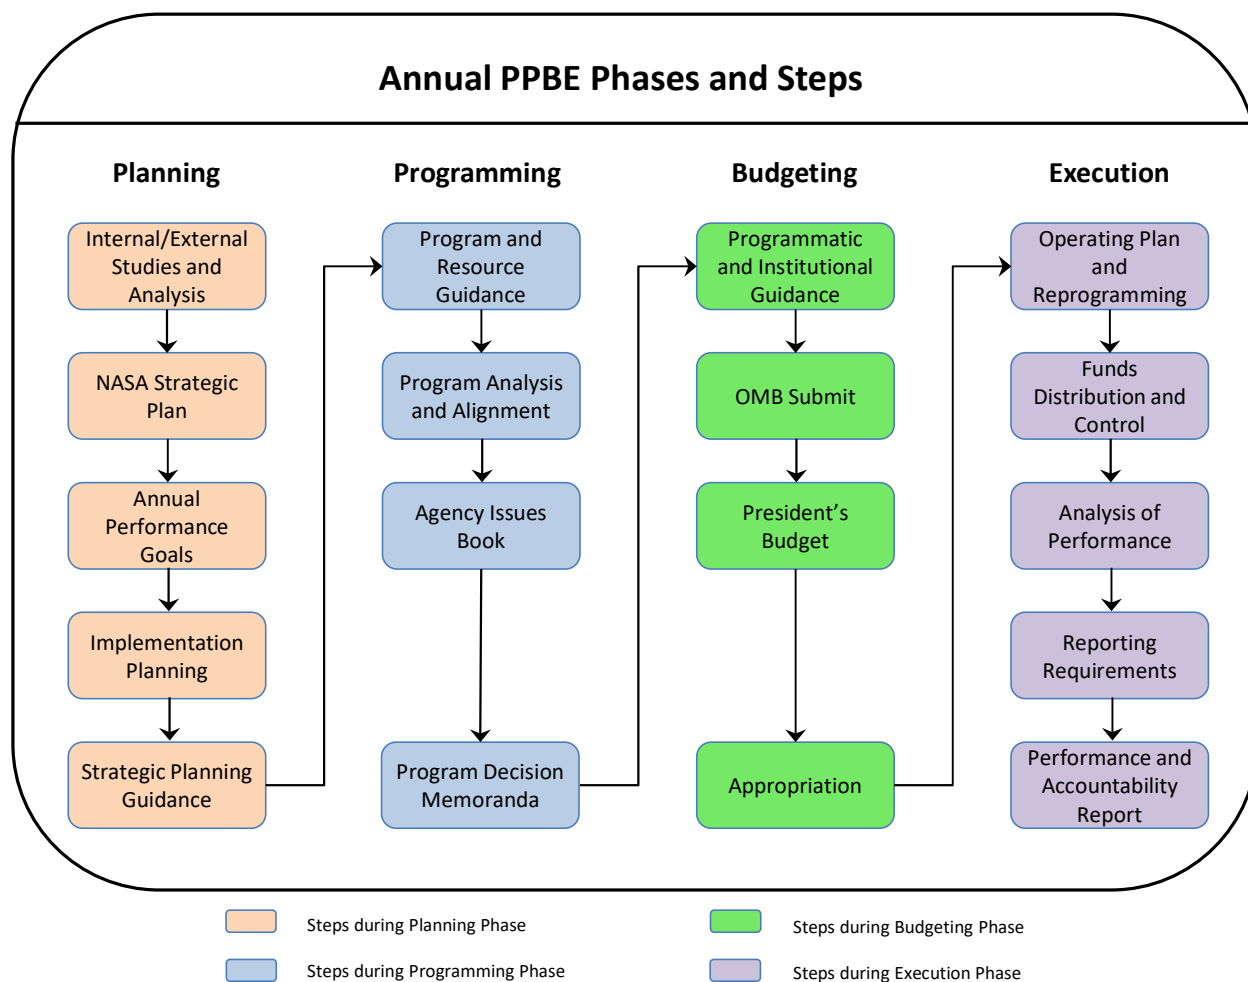 Annual PPBE Phases and Steps
Planning
Programming
Budgeting
Execution
Internal/External
Studies and
Analysis
NASA Strategic
Plan
Annual
Performance
Goals
Implementation
Planning
Strategic Planning
Guidance
Program and
Resource
Guidance
Program Analysis
and Alignment
Agency Issues
Book
Program Decision
Memoranda
Programmatic
and Institutional
Guidance
OMB Submit
President’s
Budget
Appropriation
Operating Plan
and
Reprogramming
Funds
Distribution and
Control
Analysis of
Performance
Reporting
Requirements
Performance and
Accountability
Report
Steps during Planning Phase
Steps during Programming Phase
Steps during Budgeting Phase
Steps during Execution Phase